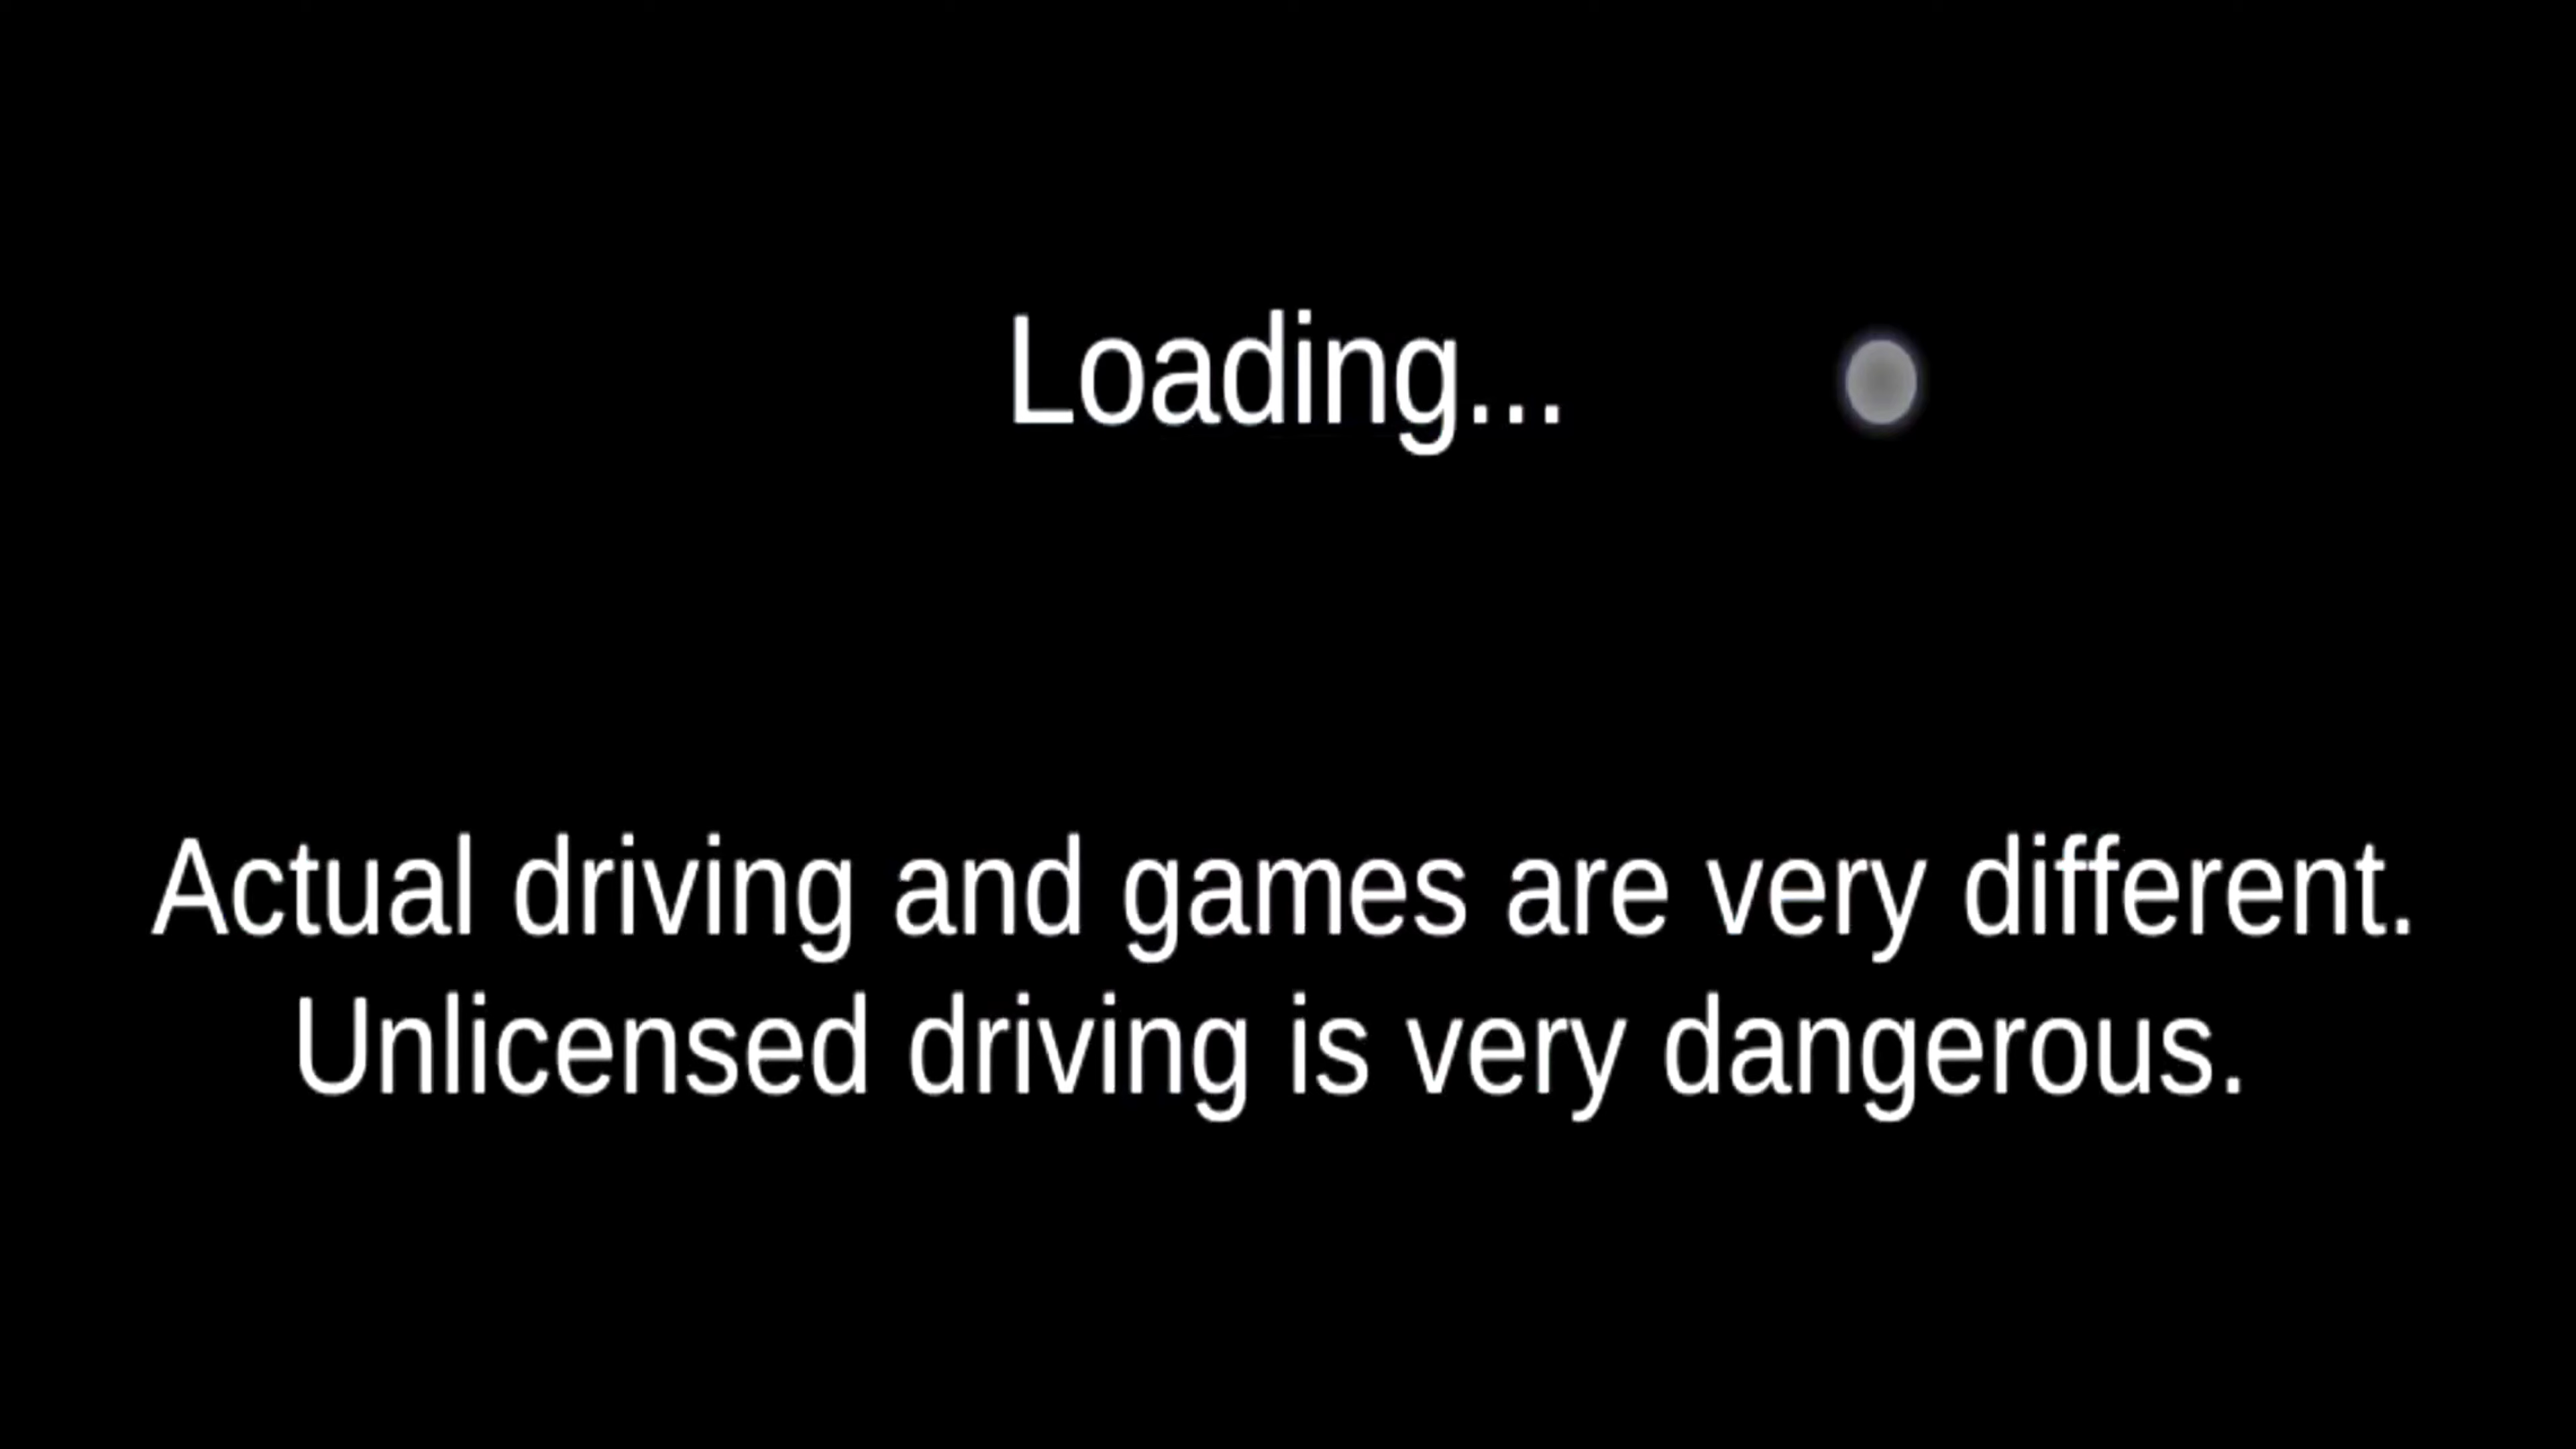 Loading...
Actual driving and games are very different.
Unlicensed driving is very dangerous.